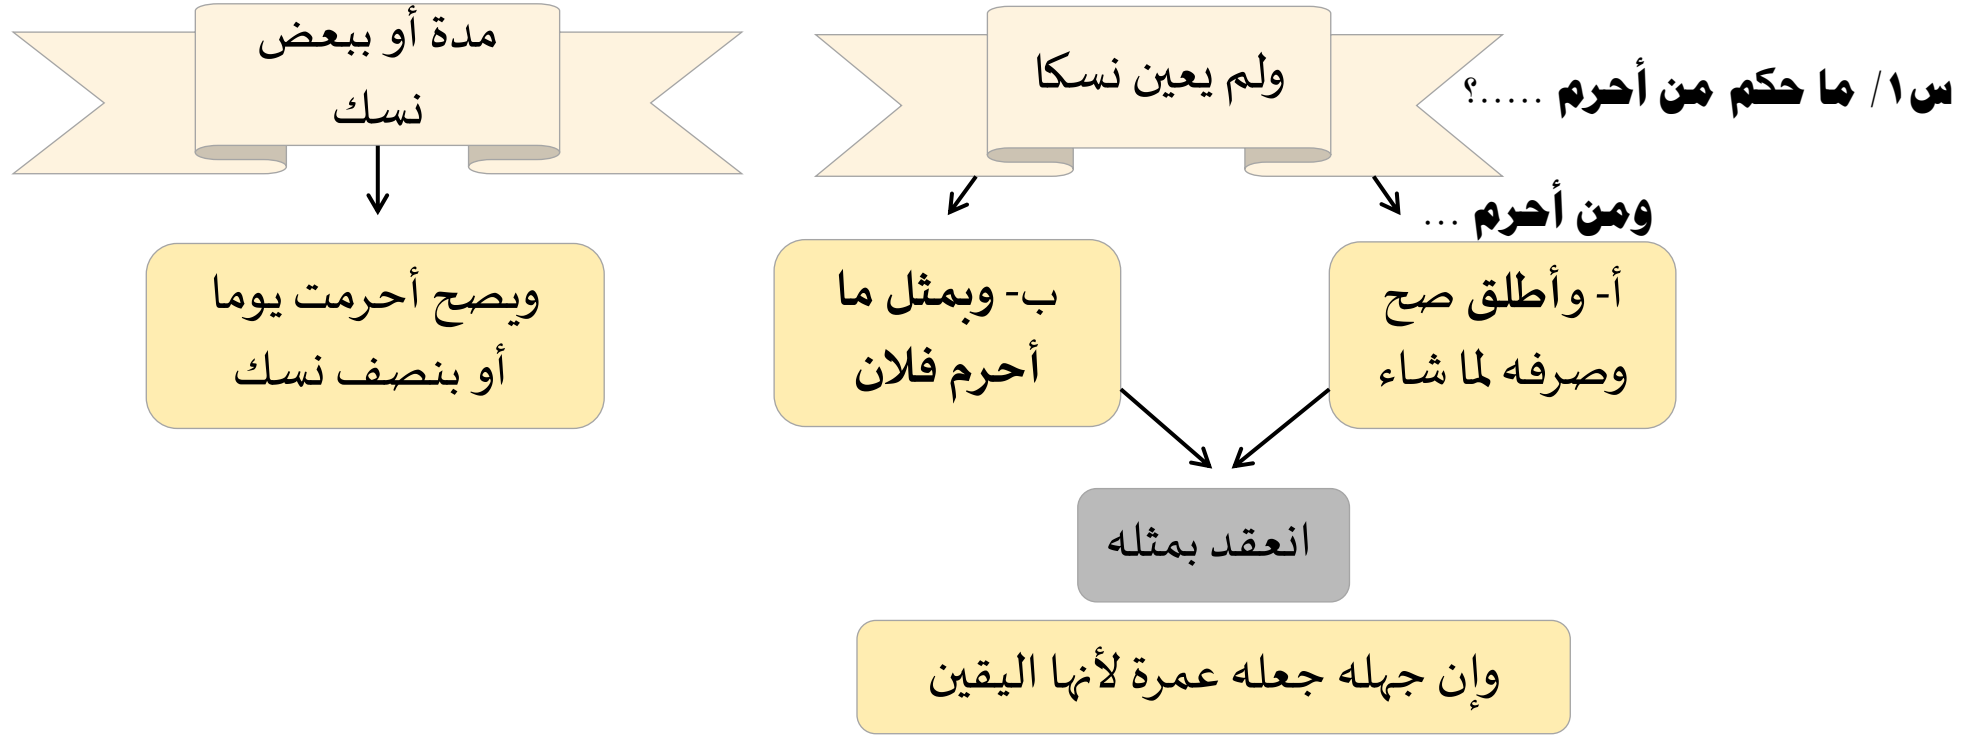 س١/ ما حكم من أحرم .....؟
ولم يعين نسكا
مدة أو ببعض
نسك
ومن أحرم ...
أ- وأطلق صح
وصرفه لما شاء
ب- وبمثل ما
أحرم فلان
ويصح أحرمت يوما
أو بنصف نسك
انعقد بمثله
وإن جهله جعله عمرة لأنها اليقين